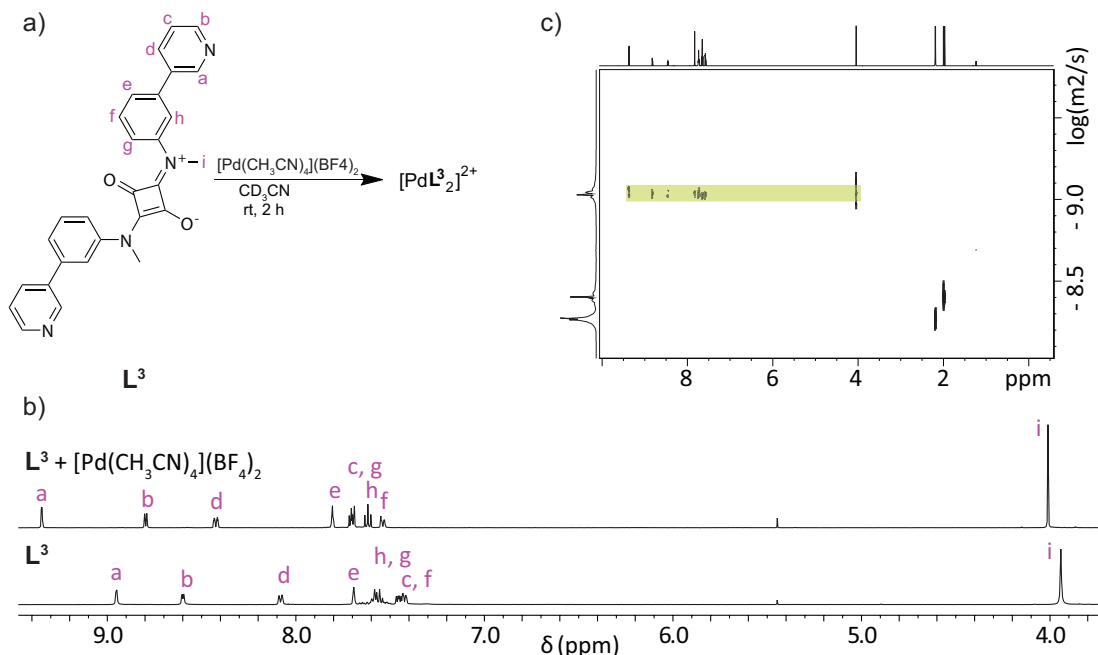 a)
c
b
d
N
a
e
f
h
g
N⁺
i
O
O⁻
N
N
L³
[Pd(CH₃CN)₄](BF4)₂
CD₃CN
rt, 2 h
[PdL³₂]²⁺
c)
log(m2/s)
- 9.0
- 8.5
8
6
4
2
ppm
b)
L³ + [Pd(CH₃CN)₄](BF₄)₂
a
b
d
e
c, g
h
f
i
L³
a
b
d
e
h, g
c, f
i
9.0
8.0
7.0
6.0
5.0
4.0
δ (ppm)